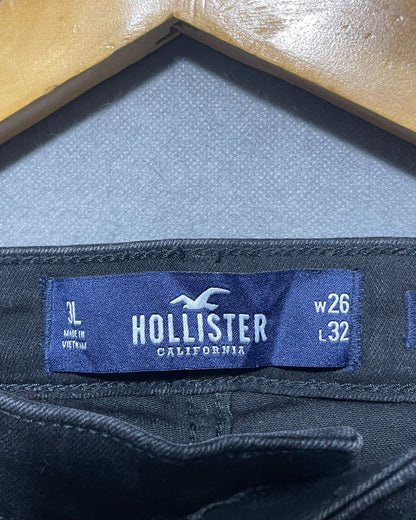 3L
MADE IN
VIETNAM
HOLLISTER
CALIFORNIA
W26
L32